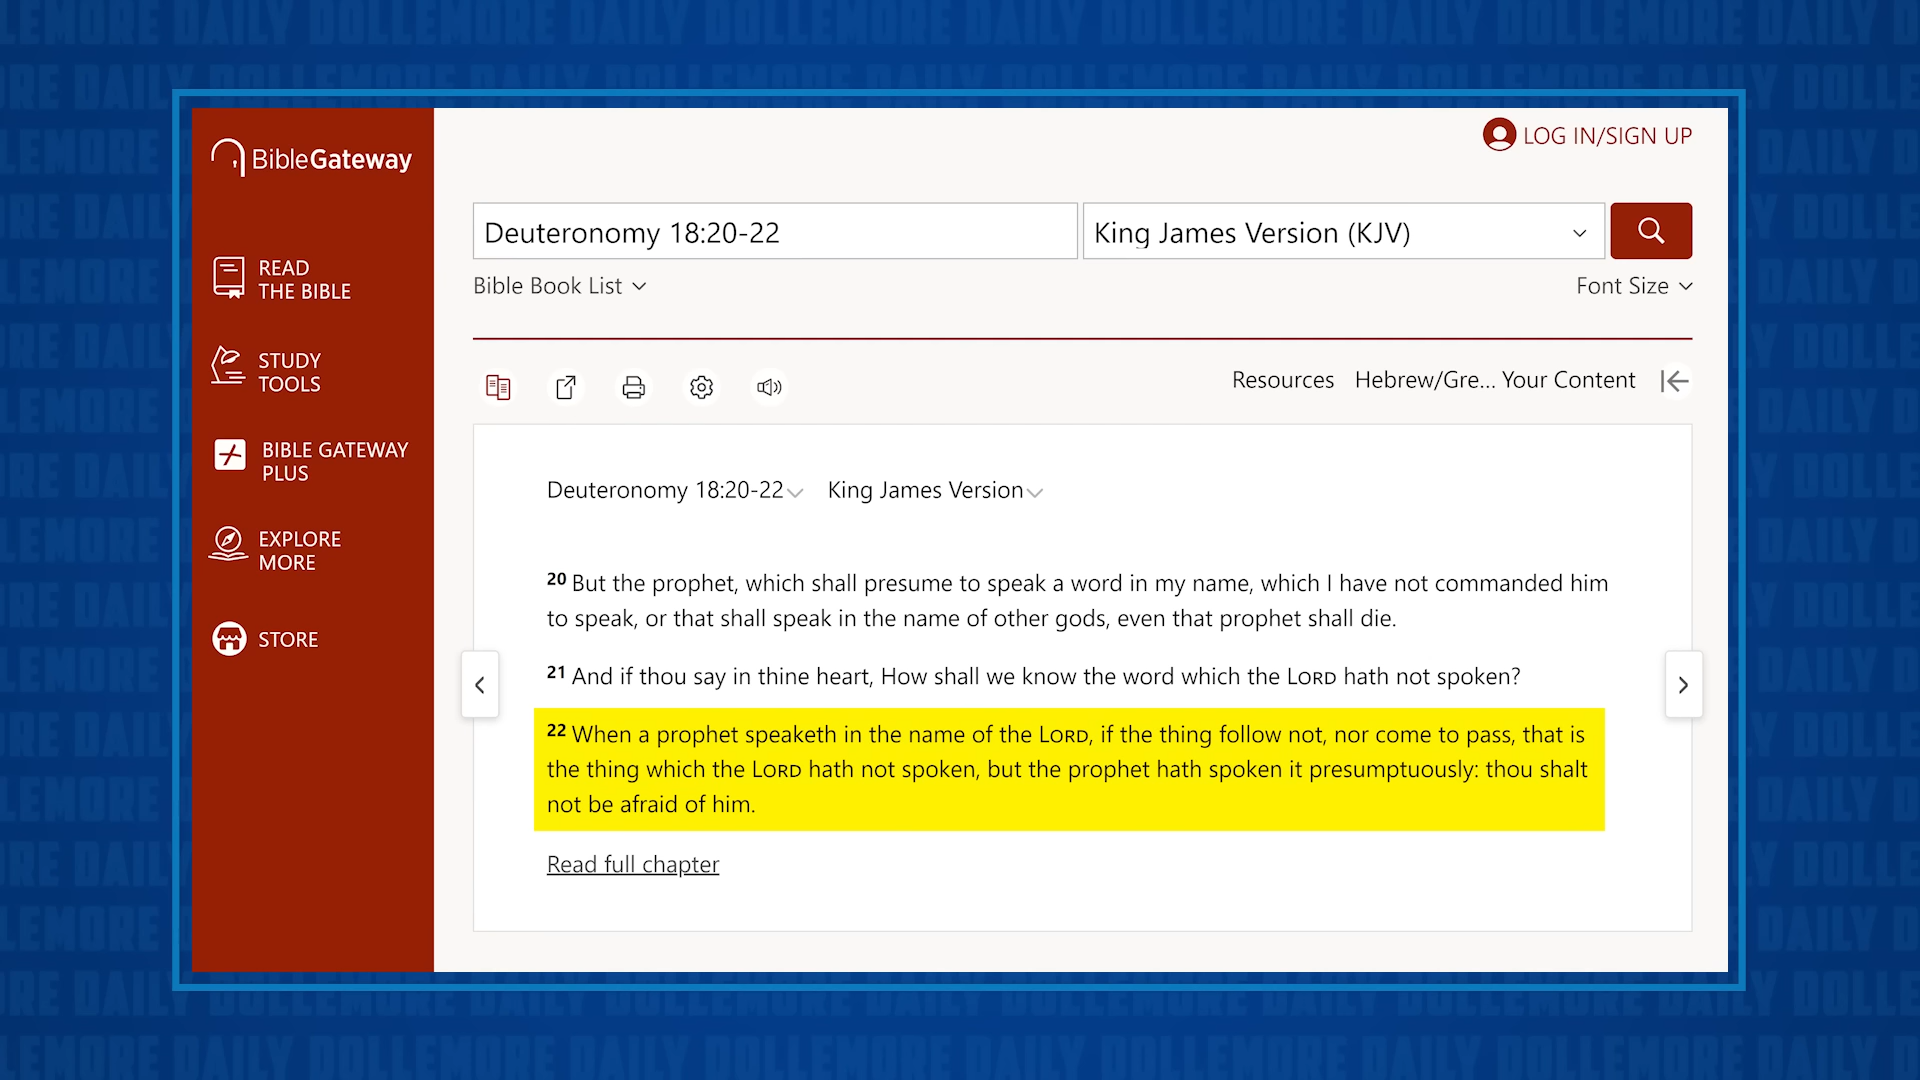 DAILY DOLLEMORE DAILY DOLLEMORE DAILY DOLLEMORE DAILY
BibleGateway
LOG IN/SIGN UP
Deuteronomy 18:20-22
King James Version (KJV)
Bible Book List
Font Size
READ
THE BIBLE
STUDY
TOOLS
BIBLE GATEWAY
PLUS
EXPLORE
MORE
STORE
Resources Hebrew/Gre... Your Content
Deuteronomy 18:20-22 King James Version
20 But the prophet, which shall presume to speak a word in my name, which I have not commanded him
to speak, or that shall speak in the name of other gods, even that prophet shall die.
21 And if thou say in thine heart, How shall we know the word which the LORD hath not spoken?
22 When a prophet speaketh in the name of the LORD, if the thing follow not, nor come to pass, that is
the thing which the LORD hath not spoken, but the prophet hath spoken it presumptuously: thou shalt
not be afraid of him.
Read full chapter